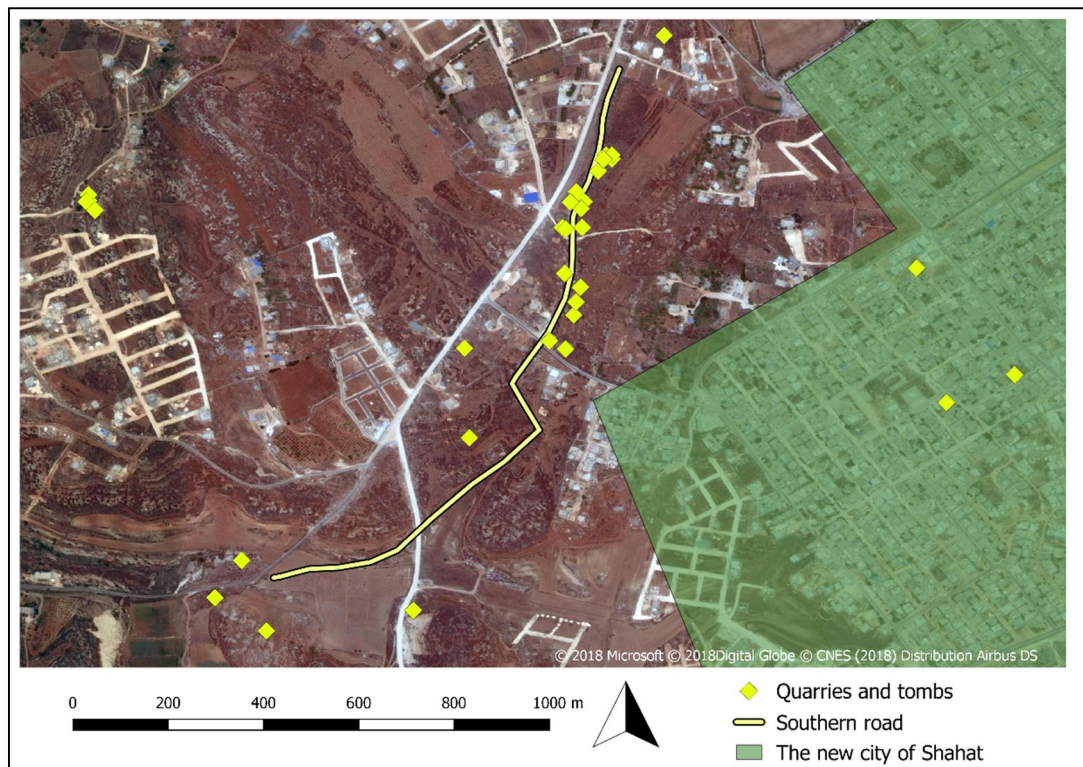 © 2018 Microsoft © 2018Digital Globe © CNES (2018) Distribution Airbus DS
0 200 400 600 800 1000 m
Quarries and tombs
Southern road
The new city of Shahat